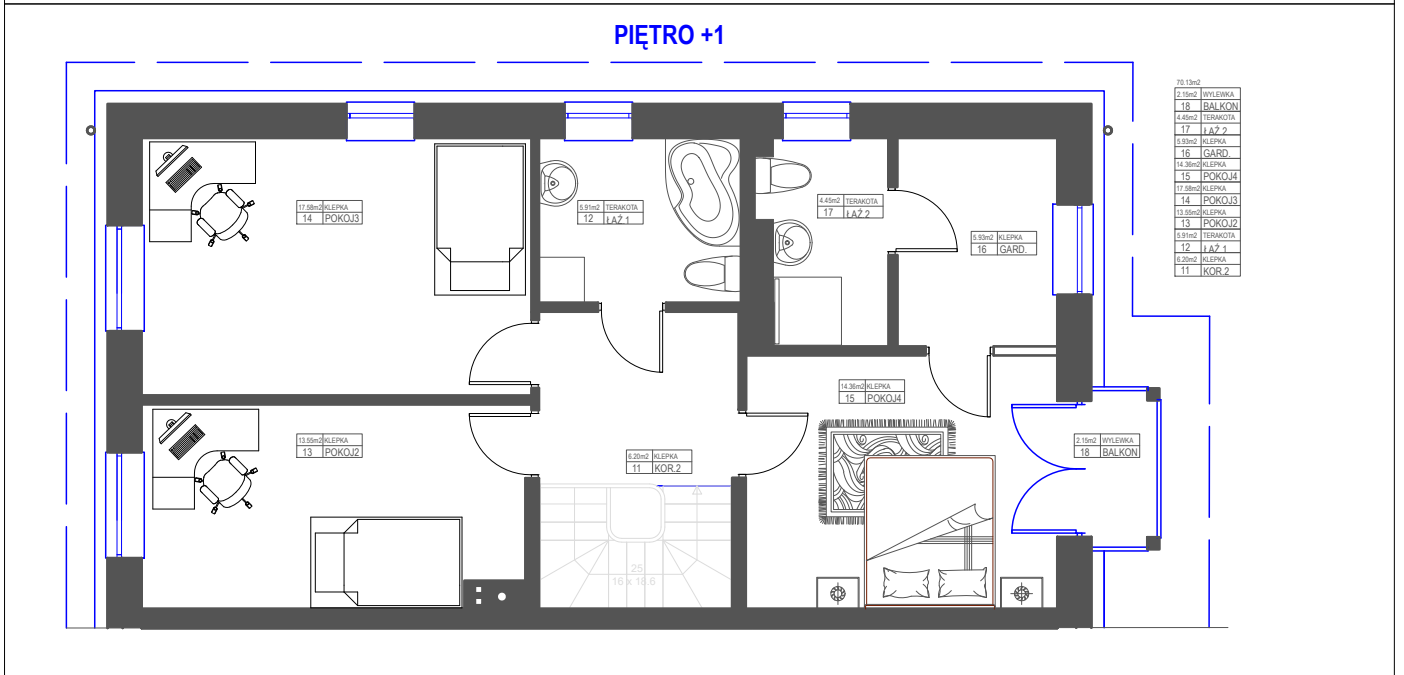 PIĘTRO +1
70.13m2
2.15m2 WYLEWKA
18 BALKON
4.45m2 TERAKOTA
17 ŁAŹ 2
5.93m2 KLEPKA
16 GARD.
14.36m2 KLEPKA
15 POKOJ4
17.58m2 KLEPKA
14 POKOJ3
13.55m2 KLEPKA
13 POKOJ2
5.91m2 TERAKOTA
12 ŁAŹ 1
6.20m2 KLEPKA
11 KOR.2
17.58m2 KLEPKA
14 POKOJ3
5.91m2 TERAKOTA
12 ŁAŹ 1
4.45m2 TERAKOTA
17 ŁAŹ 2
5.93m2 KLEPKA
16 GARD.
14.36m2 KLEPKA
15 POKOJ4
13.55m2 KLEPKA
13 POKOJ2
6.20m2 KLEPKA
11 KOR.2
2.15m2 WYLEWKA
18 BALKON
25
16 x 16.6